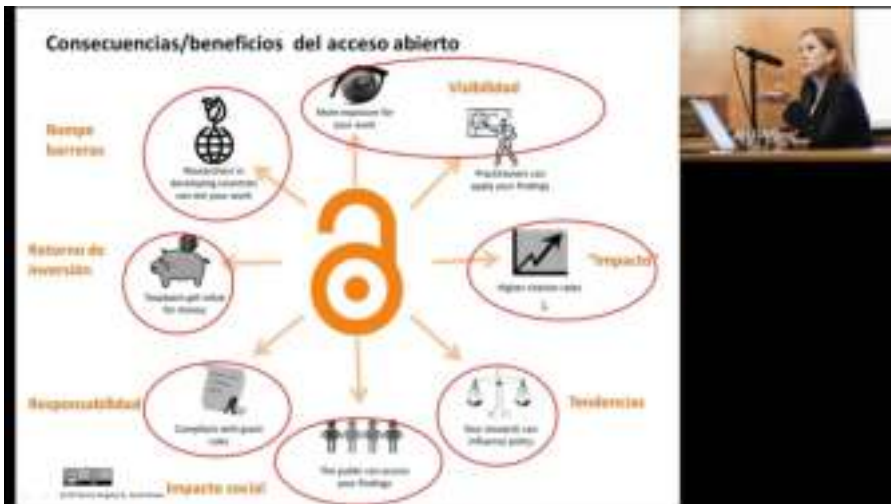 Consecuencias/beneficios del acceso abierto
Visibilidad
More exposure for
your work
Rompe
barreras
Researchers in
developing countries
can see your work
Practitioners can
apply your findings
Retorno de
inversión
Taxpayers get value
for money
"Impacto"
Higher citation rates
Responsabilidad
Compliant with grant
rules
Tendencias
Your research can
influence policy
The public can access
your findings
Impacto social